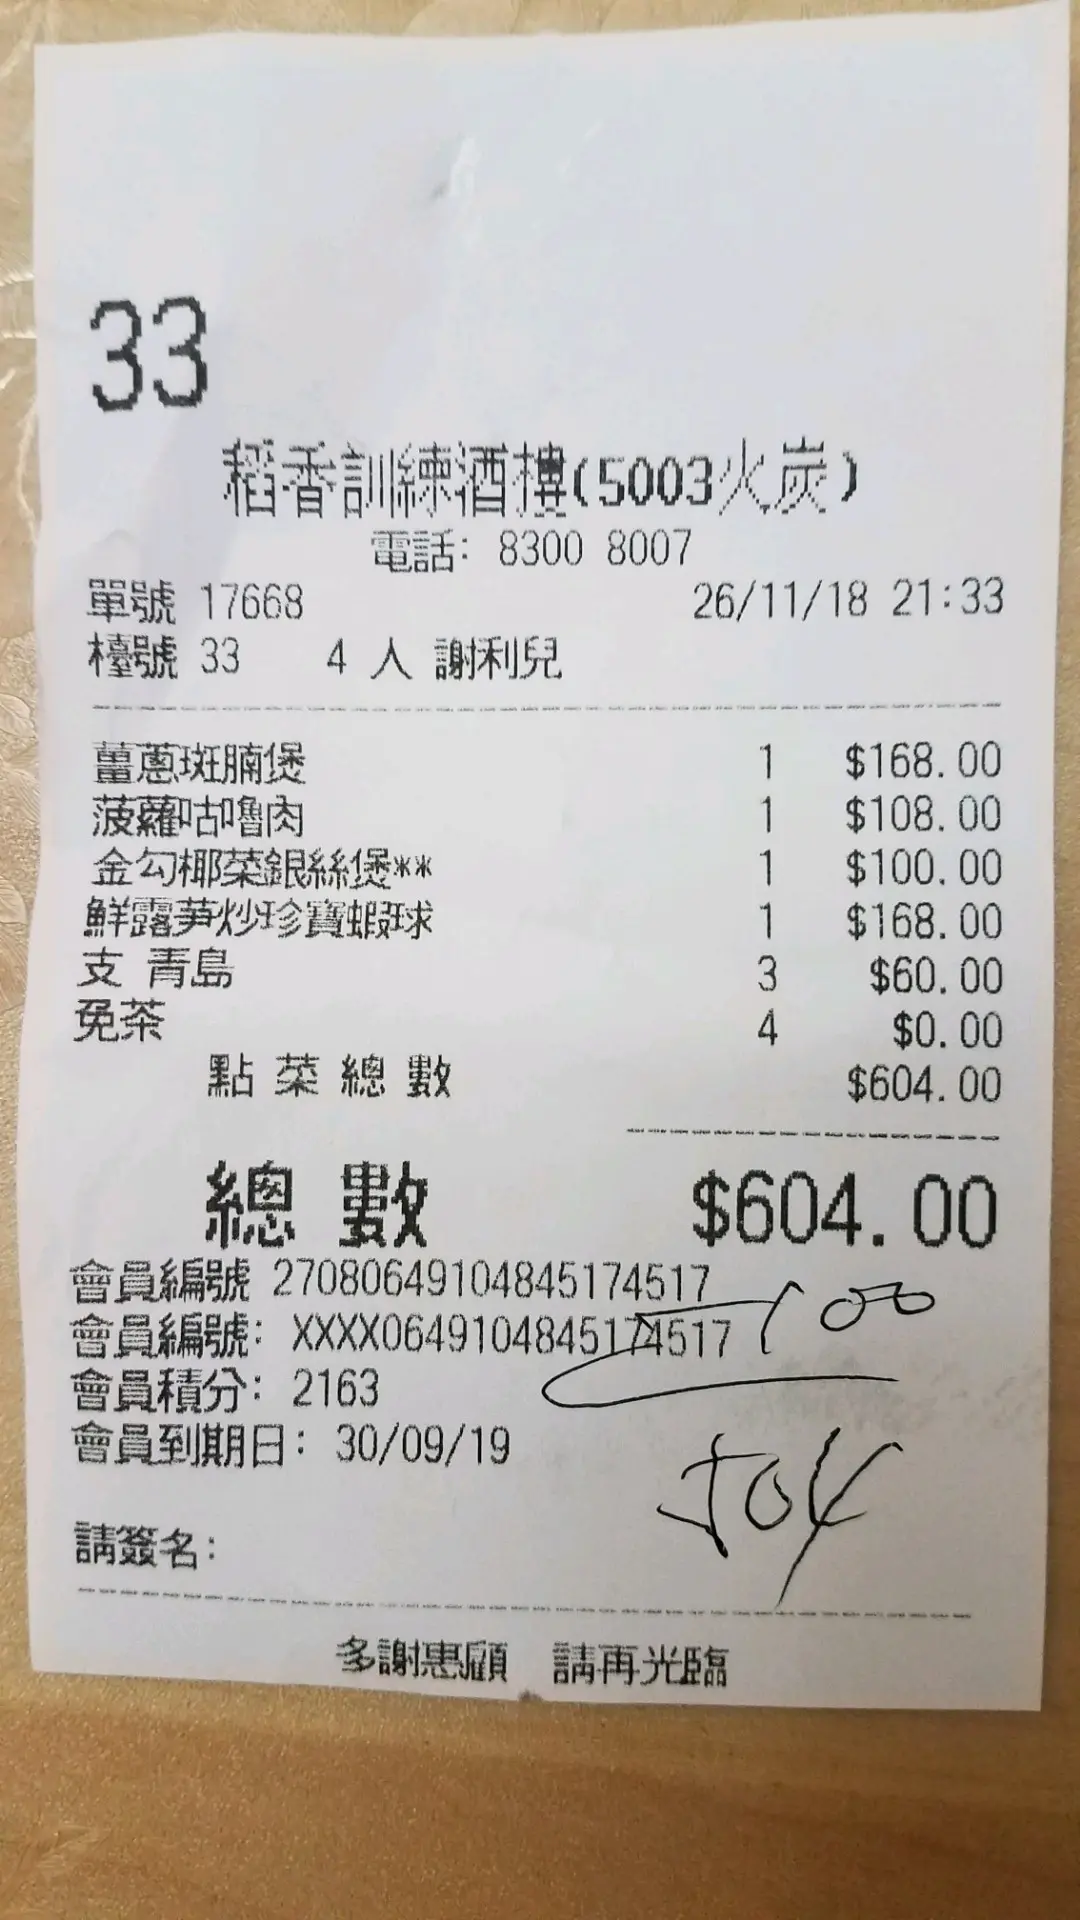 33
稻香訓練酒樓(5003火炭)
電話: 8300 8007
單號 17668 26/11/18 21:33
檯號 33 4 人 謝利兒
薑蔥斑腩煲 1 $168.00
菠蘿咕嚕肉 1 $108.00
金勾椰菜銀絲煲** 1 $100.00
鮮露荀炒珍寶蝦球 1 $168.00
支 青島 3 $60.00
免茶 4 $0.00
點菜總數 $604.00
總數 $604.00
會員編號 27080649104845174517
會員編號: XXXX0649104845174517
-100
會員積分: 2163
會員到期日: 30/09/19
504
請簽名:
多謝惠顧 請再光臨